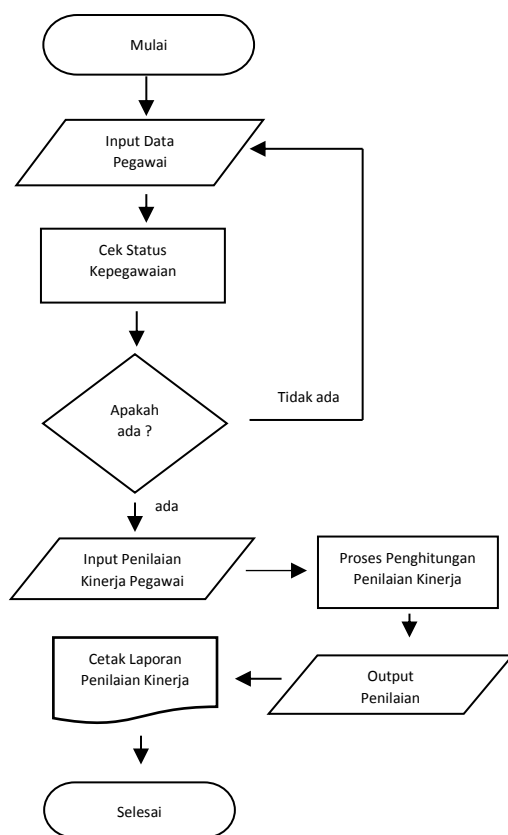 Mulai
Input Data
Pegawai
Cek Status
Kepegawaian
Apakah
ada ?
Tidak ada
ada
Input Penilaian
Kinerja Pegawai
Proses Penghitungan
Penilaian Kinerja
Output
Penilaian
Cetak Laporan
Penilaian Kinerja
Selesai